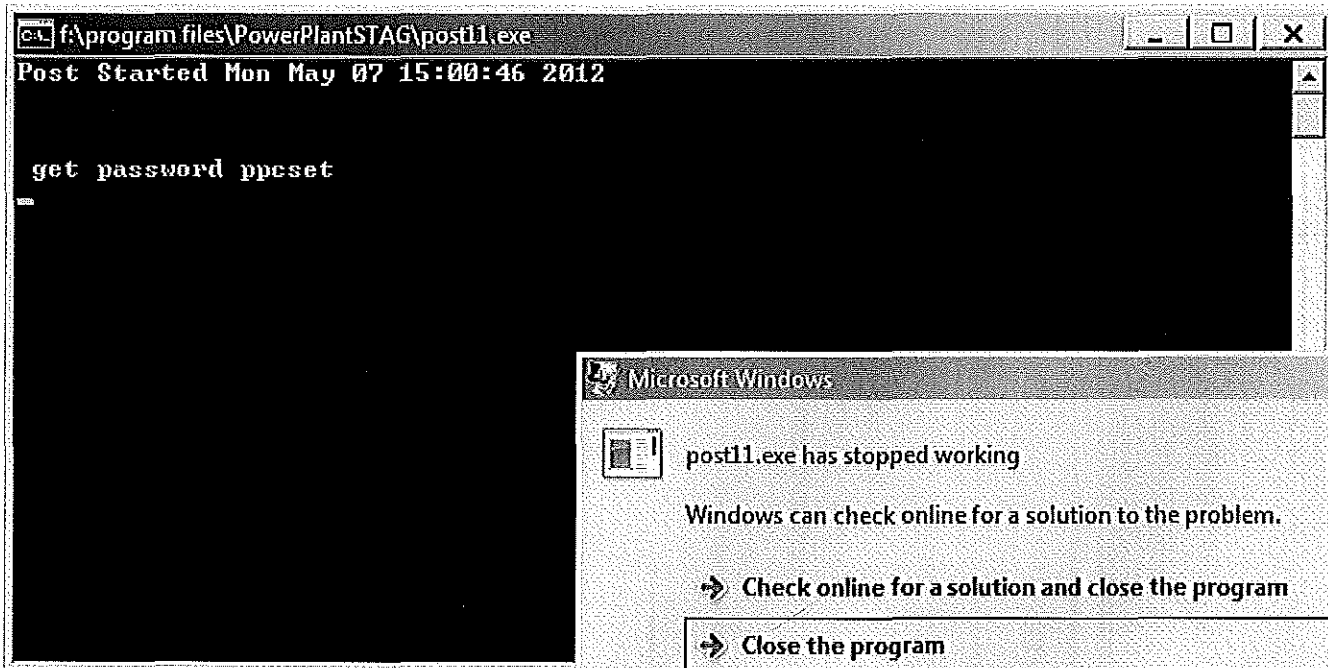 C:\. f:\program files\PowerPlantSTAG\post11.exe
Post Started Mon May 07 15:00:46 2012
get password ppcset
Microsoft Windows
post11.exe has stopped working
Windows can check online for a solution to the problem.
Check online for a solution and close the program
Close the program